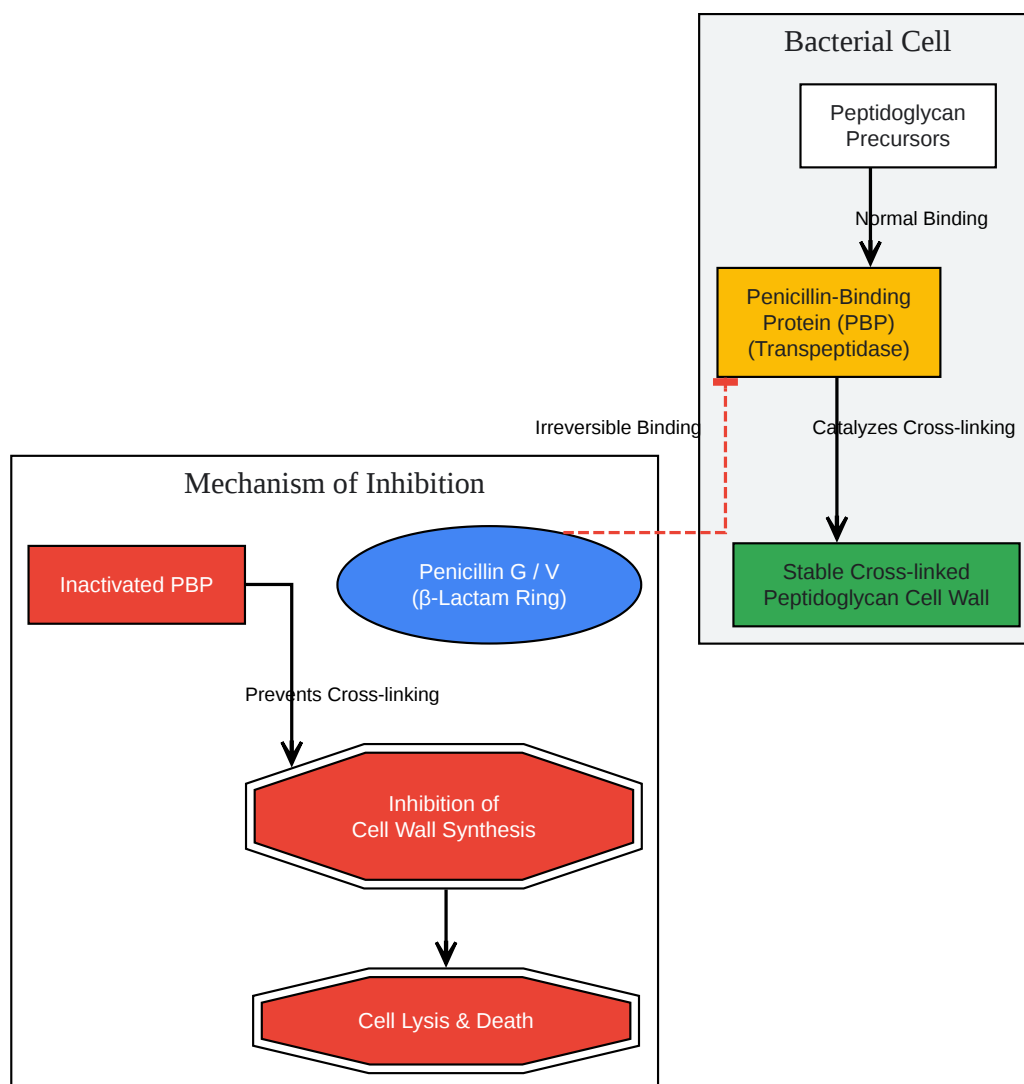 Bacterial Cell
Peptidoglycan
Precursors
Normal Binding
Penicillin-Binding
Protein (PBP)
(Transpeptidase)
Irreversible Binding
Catalyzes Cross-linking
Mechanism of Inhibition
Inactivated PBP
Penicillin G / V
(β-Lactam Ring)
Stable Cross-linked
Peptidoglycan Cell Wall
Prevents Cross-linking
Inhibition of
Cell Wall Synthesis
Cell Lysis & Death